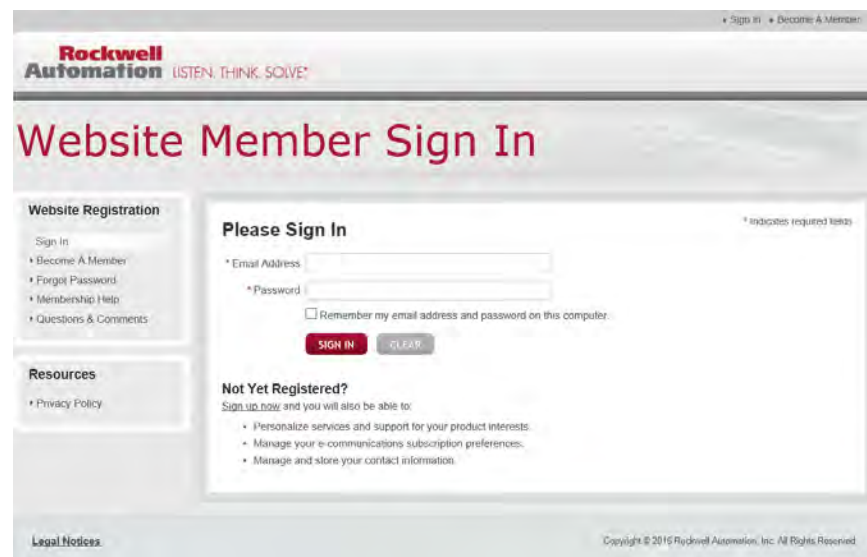 Sign In Become A Member
Rockwell
Automation LISTEN. THINK. SOLVE.®
Website Member Sign In
Website Registration
Sign In
Become A Member
Forgot Password
Membership Help
Questions & Comments
Resources
Privacy Policy
Please Sign In
* Indicates required fields
* Email Address
* Password
Remember my email address and password on this computer.
SIGN IN CLEAR
Not Yet Registered?
Sign up now and you will also be able to:
• Personalize services and support for your product interests.
• Manage your e-communications subscription preferences.
• Manage and store your contact information.
Legal Notices
Copyright © 2015 Rockwell Automation, Inc. All Rights Reserved.